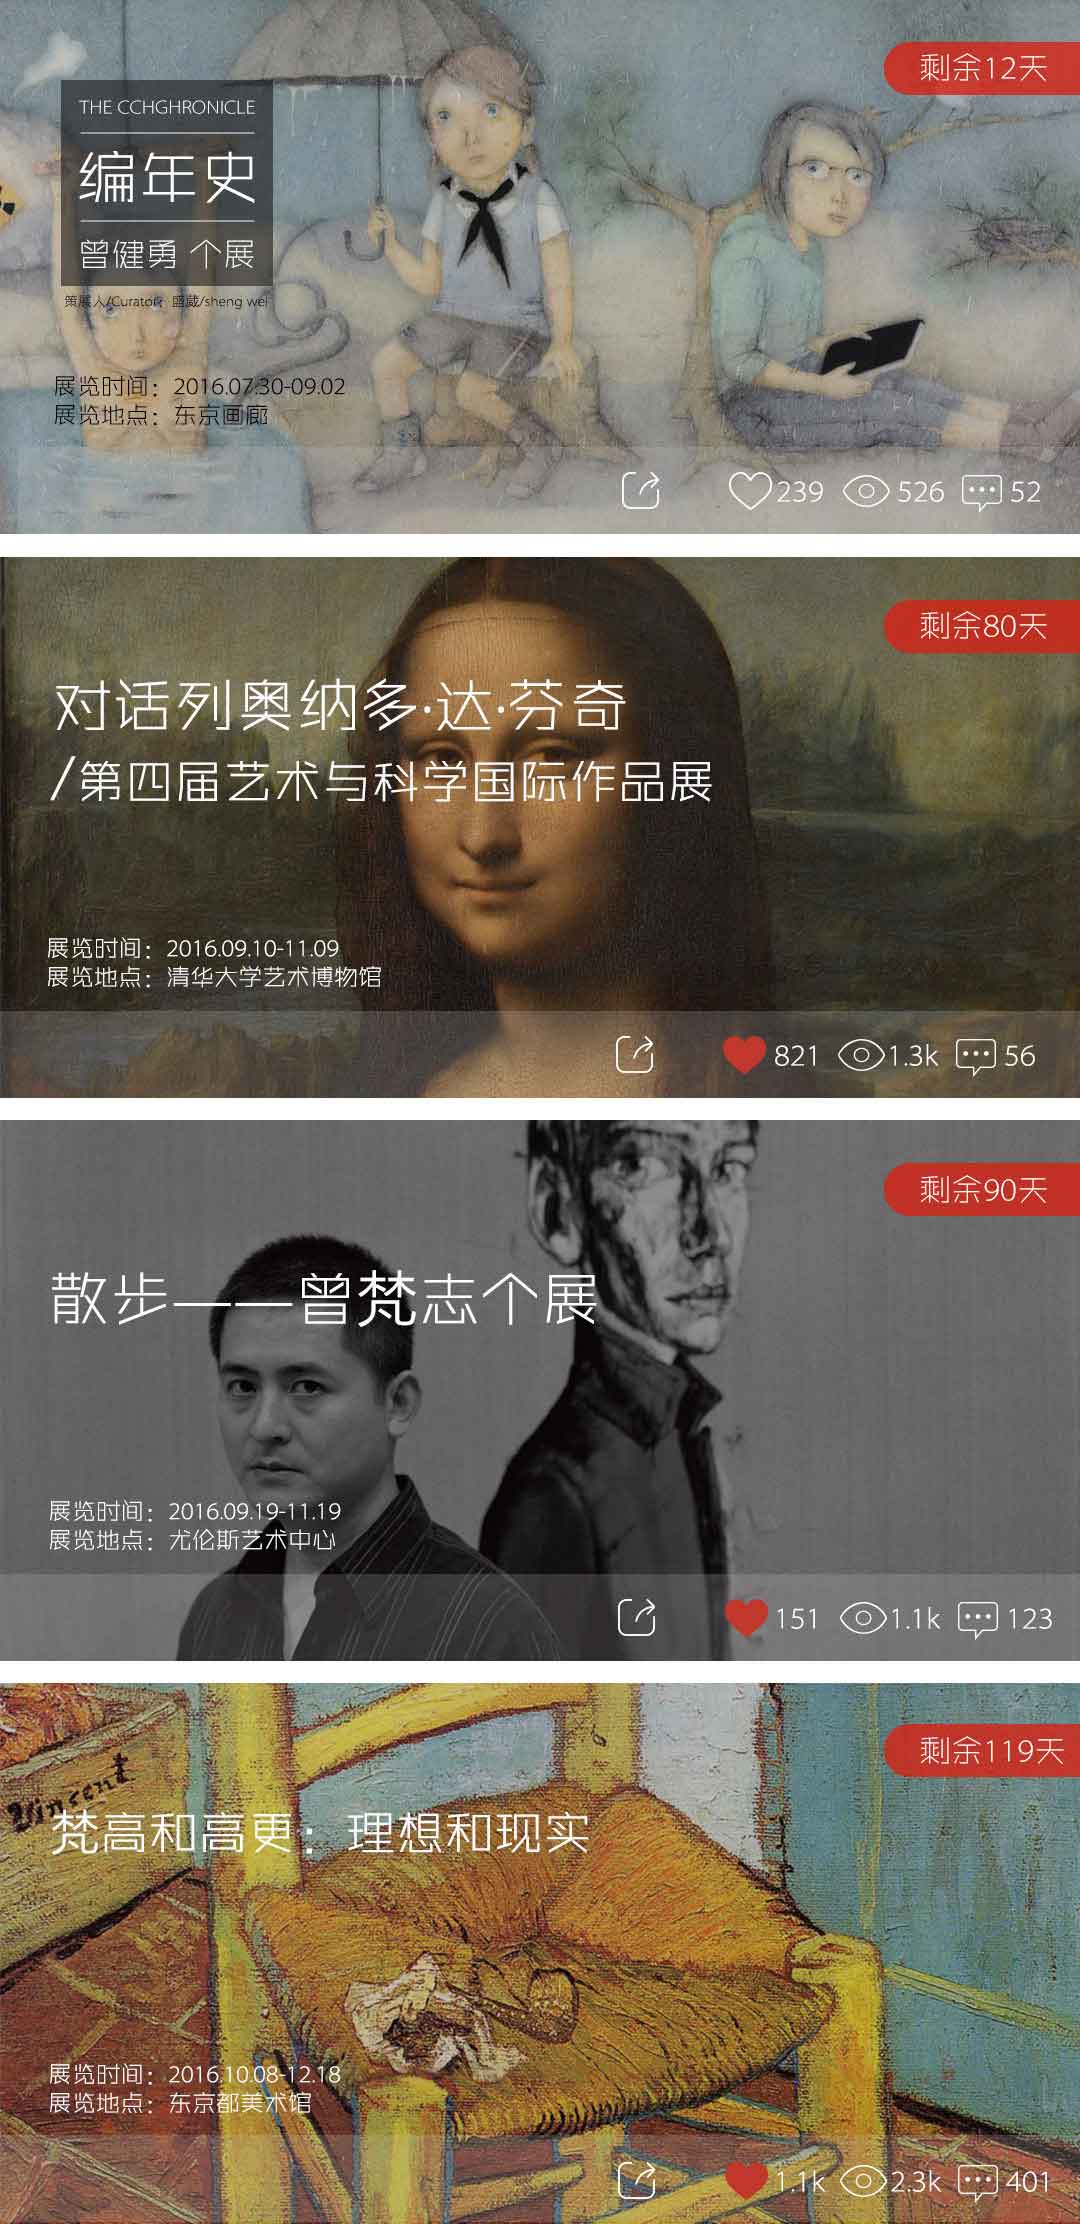 剩余12天
THE CCHGHRONICLE
编年史
曾健勇 个展
策展人/Curator：盛葳/sheng wei
展览时间：2016.07.30-09.02
展览地点：东京画廊
239 526 52
剩余80天
对话列奥纳多·达·芬奇
/第四届艺术与科学国际作品展
展览时间：2016.09.10-11.09
展览地点：清华大学艺术博物馆
821 1.3k 56
剩余90天
散步——曾梵志个展
展览时间：2016.09.19-11.19
展览地点：尤伦斯艺术中心
151 1.1k 123
剩余119天
Vincent
梵高和高更：理想和现实
展览时间：2016.10.08-12.18
展览地点：东京都美术馆
1.1k 2.3k 401